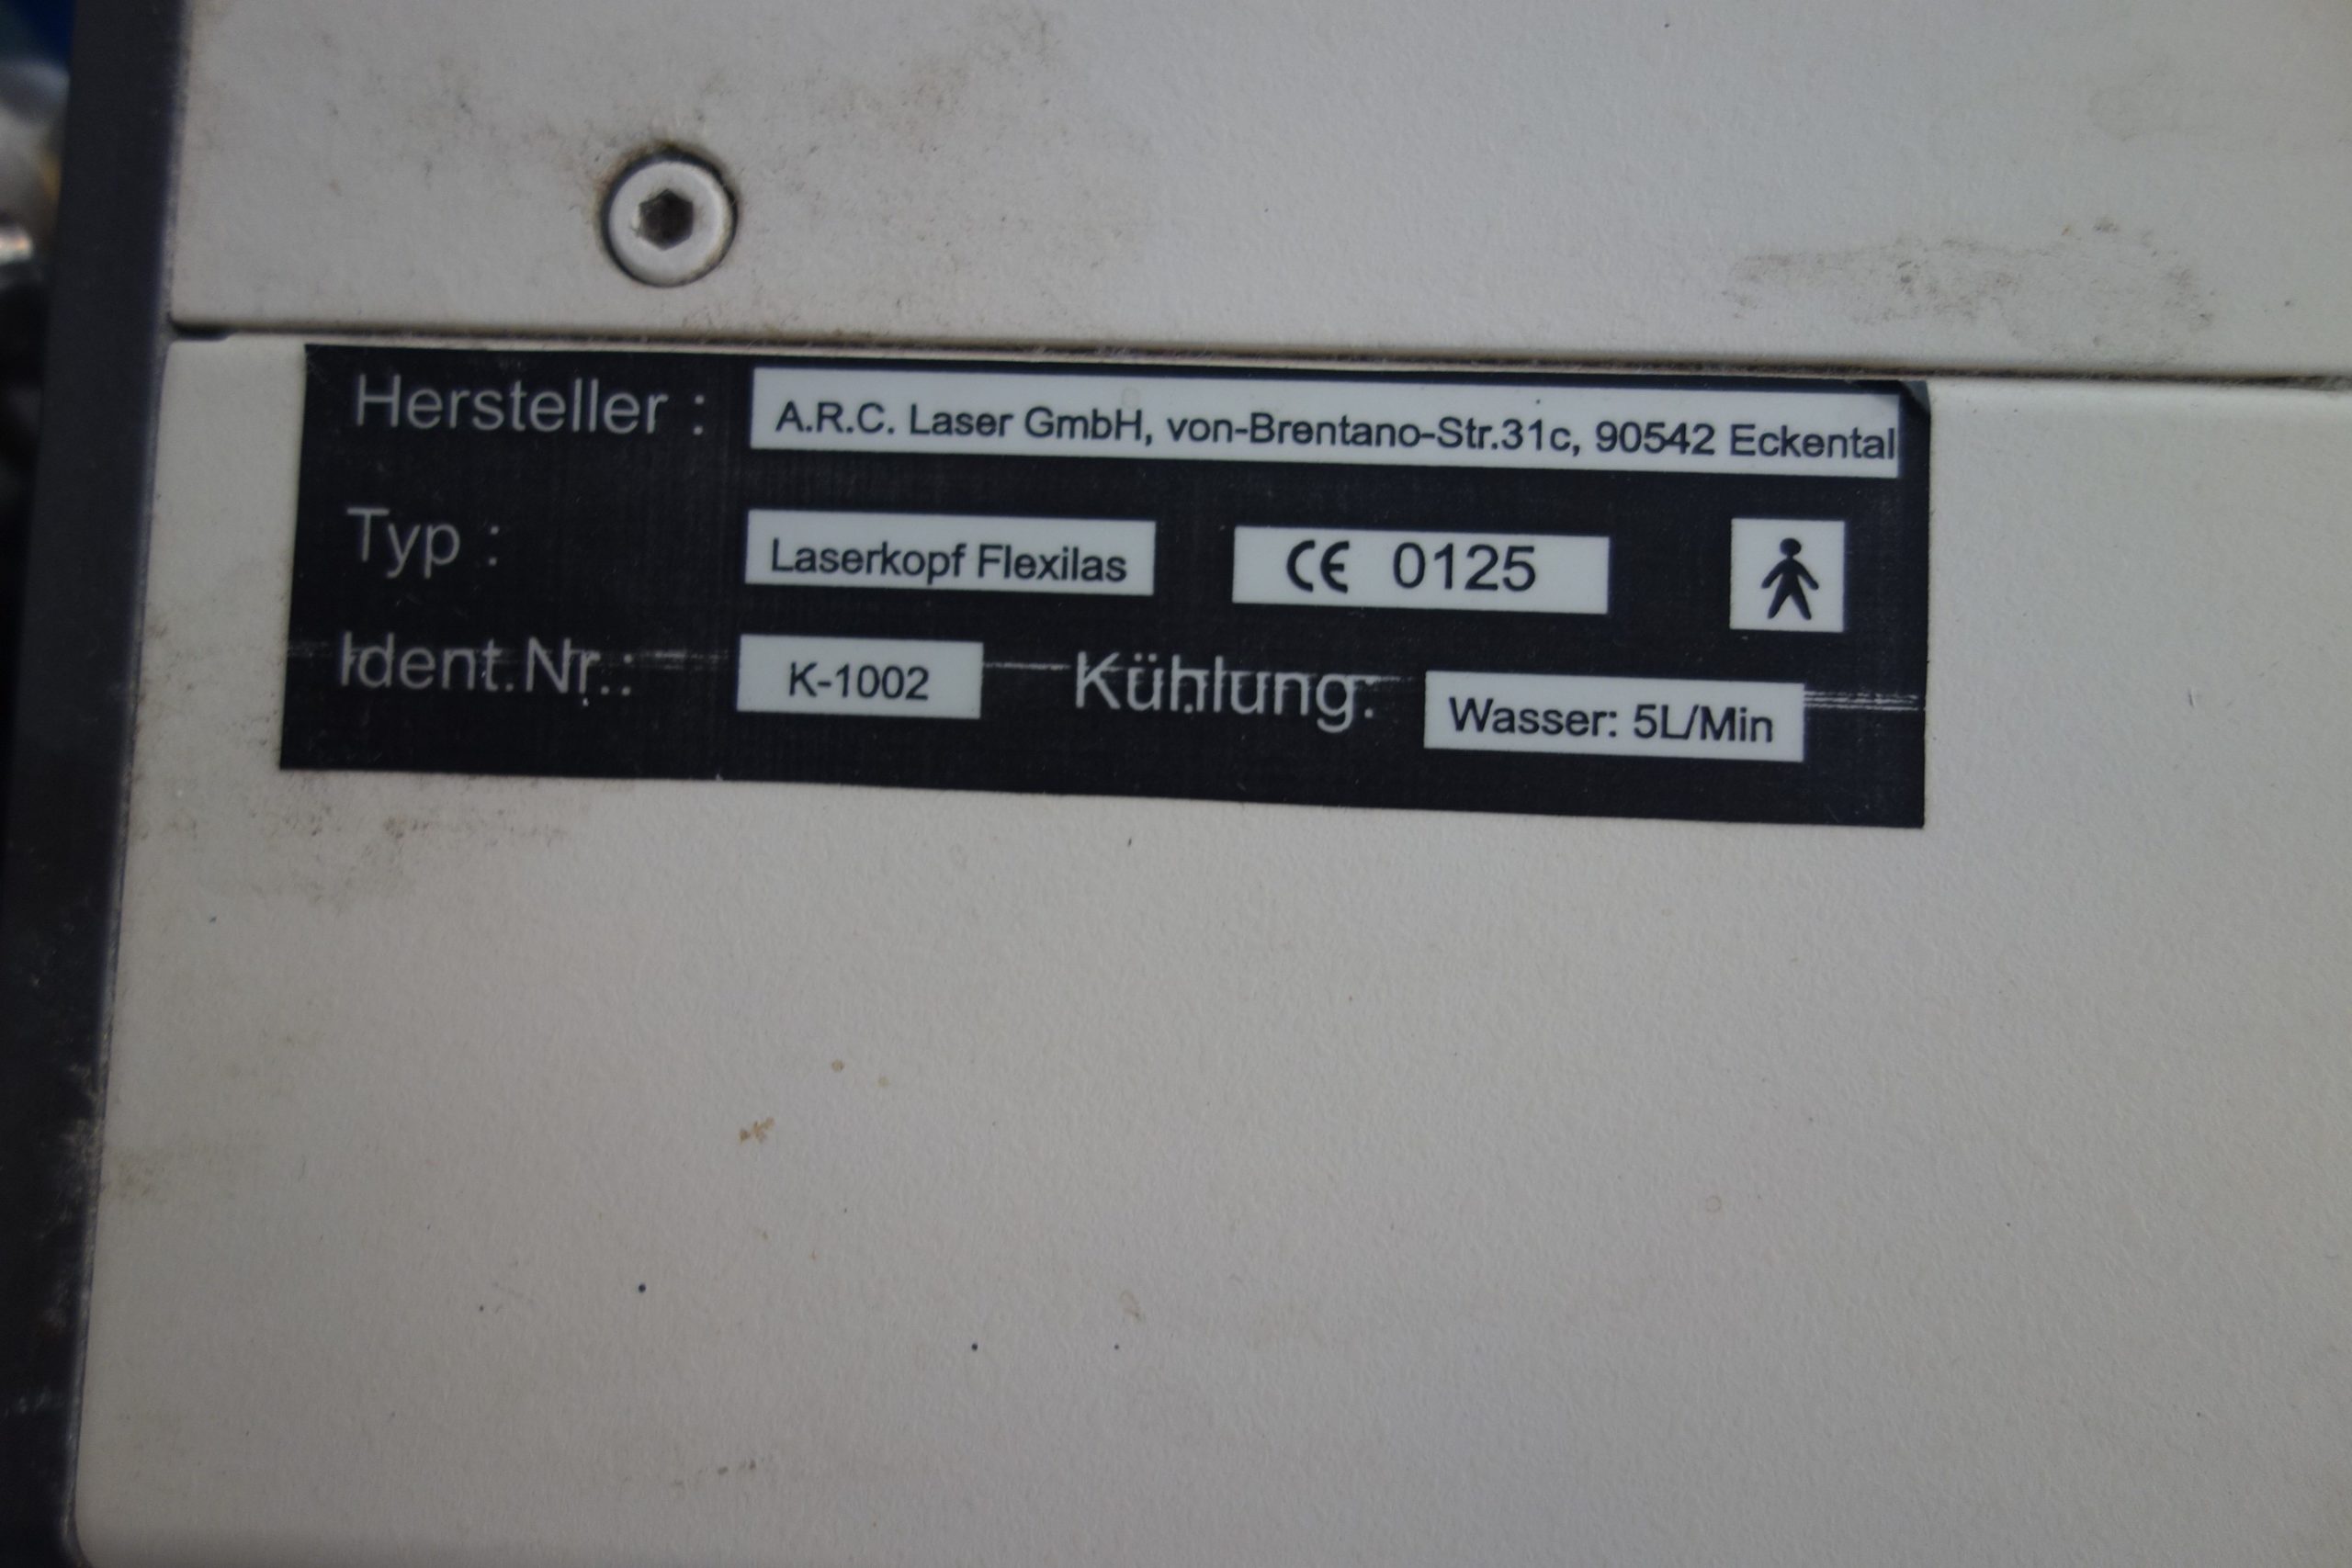 Hersteller : A.R.C. Laser GmbH, von-Brentano-Str.31c, 90542 Eckental
Typ : Laserkopf Flexilas CE 0125
Ident.Nr.: K-1002 Kühlung: Wasser: 5L/Min